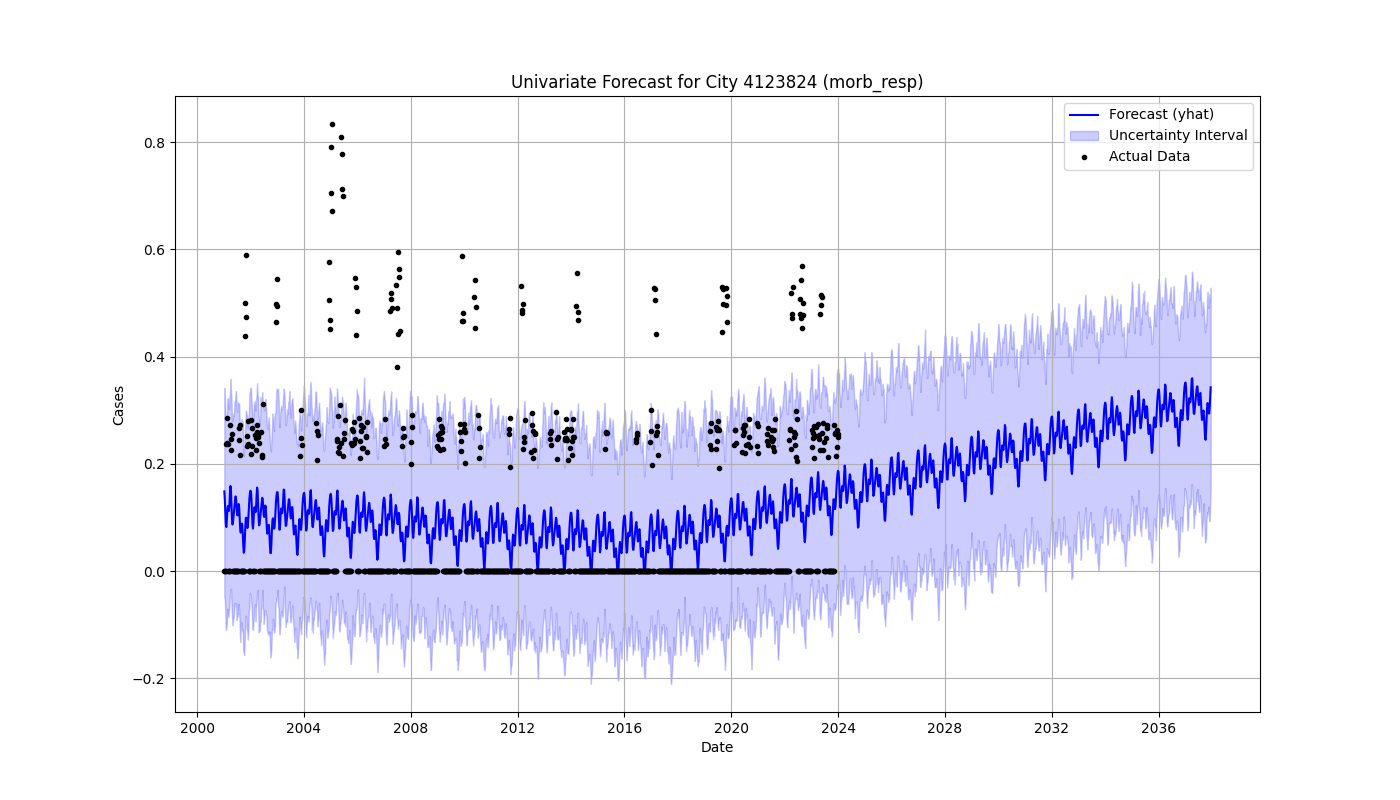 Univariate Forecast for City 4123824 (morb_resp)
Forecast (yhat)
Uncertainty Interval
Actual Data
Cases
0.8
0.6
0.4
0.2
0.0
−0.2
2000 2004 2008 2012 2016 2020 2024 2028 2032 2036
Date